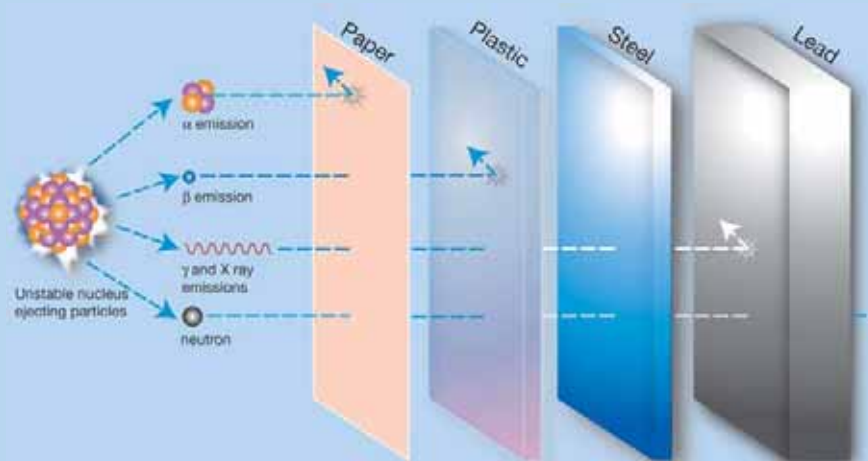 Paper
Plastic
Steel
Lead
α emission
β emission
γ and X ray
emissions
Unstable nucleus
ejecting particles
neutron